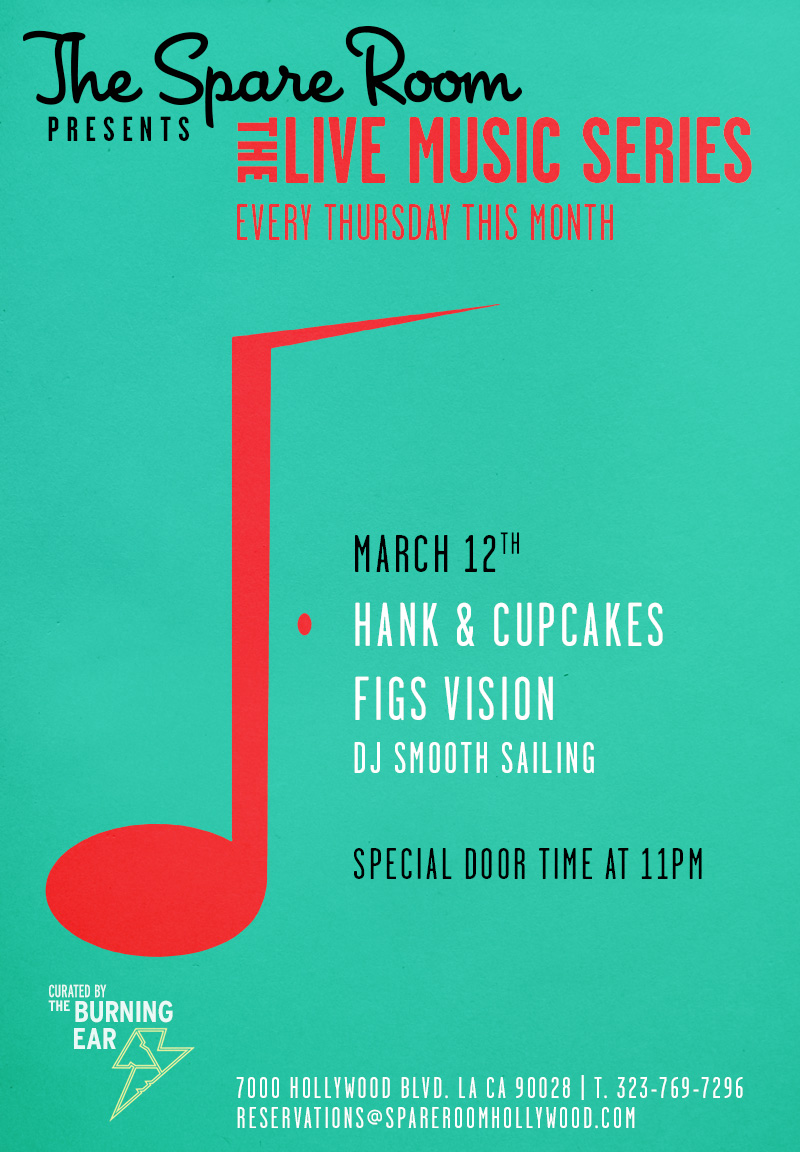 The Spare Room
PRESENTS
THE LIVE MUSIC SERIES
EVERY THURSDAY THIS MONTH
MARCH 12TH
HANK & CUPCAKES
FIGS VISION
DJ SMOOTH SAILING
SPECIAL DOOR TIME AT 11PM
CURATED BY
THE BURNING
EAR
7000 HOLLYWOOD BLVD. LA CA 90028 | T. 323-769-7296
RESERVATIONS@SPAREROOMHOLLYWOOD.COM